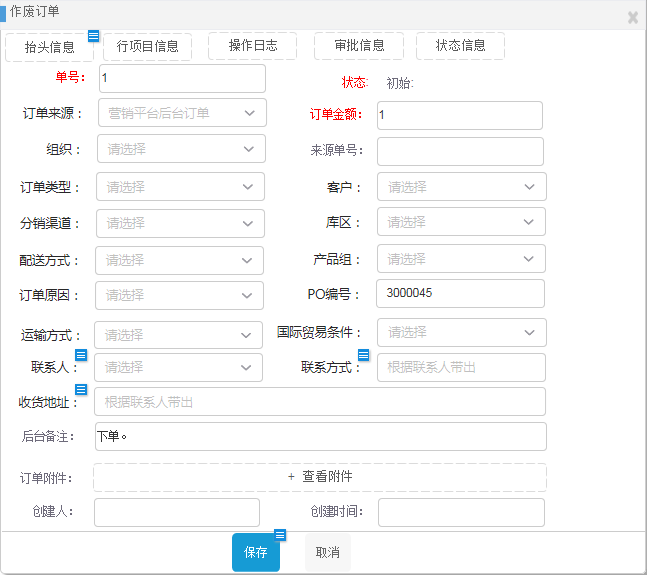 作废订单
抬头信息 行项目信息 操作日志 审批信息 状态信息
单号： 1 状态: 初始:
订单来源： 营销平台后台订单 订单金额： 1
组织： 请选择 来源单号：
订单类型： 请选择 客户： 请选择
分销渠道： 请选择 库区： 请选择
配送方式： 请选择 产品组： 请选择
订单原因： 请选择 PO编号： 3000045
运输方式： 请选择 国际贸易条件： 请选择
联系人： 请选择 联系方式： 根据联系人带出
收货地址： 根据联系人带出
后台备注： 下单。
订单附件： + 查看附件
创建人： 创建时间：
保存 取消